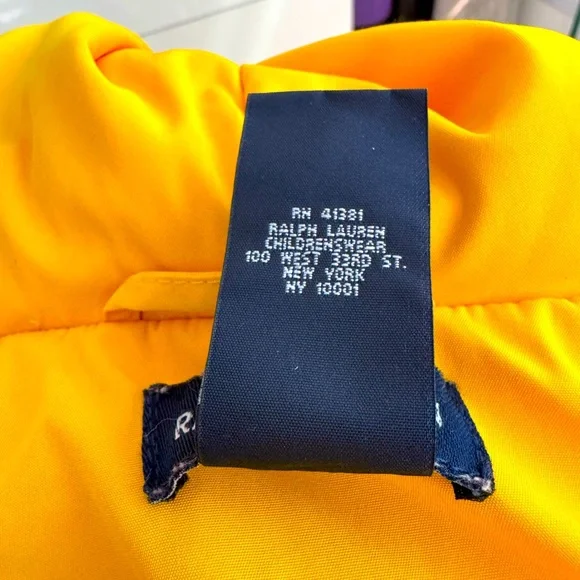 RN 41381
RALPH LAUREN
CHILDRENSWEAR
100 WEST 33RD ST.
NEW YORK
NY 10001